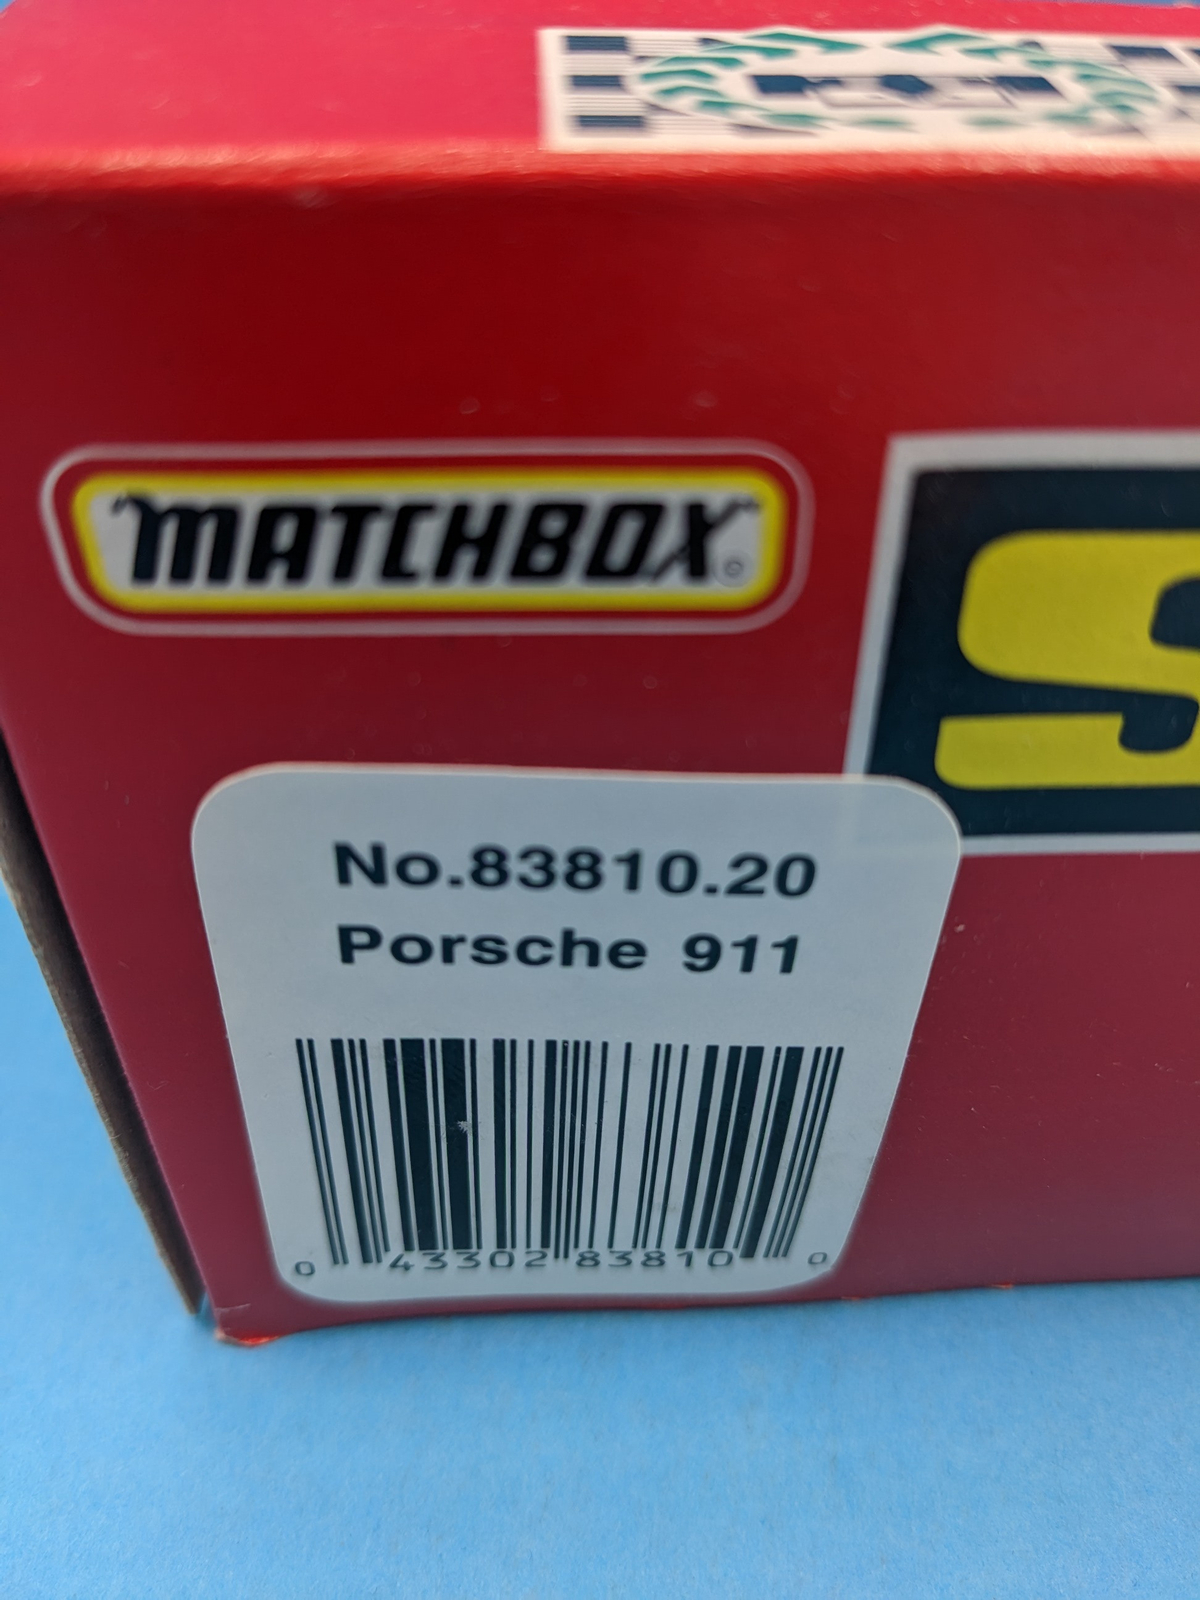 "MATCHBOX"
S
No.83810.20
Porsche 911
0 43302 83810 0